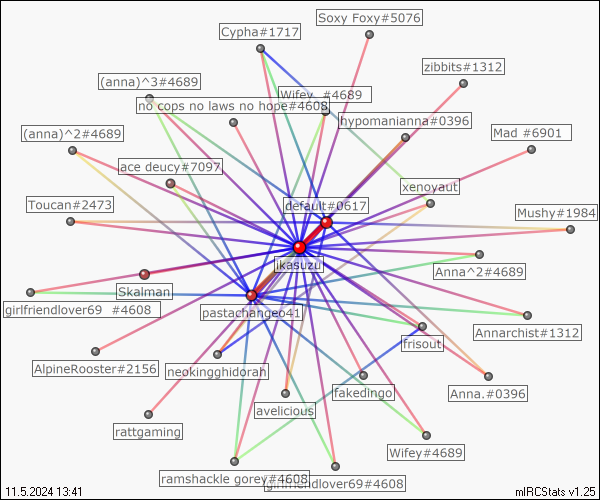 Soxy Foxy#5076
Cypha#1717
zibbits#1312
(anna)^3#4689
Wifey_ #4689
no cops no laws no hope#4608
hypomanianna#0396
(anna)^2#4689
Mad #6901
ace deucy#7097
xenoyaut
Toucan#2473
default#0617
Mushy#1984
ikasuzu
Anna^2#4689
Skalman
girlfriendlover69 #4608
pastachangeo41
Annarchist#1312
frisout
AlpineRooster#2156
neokingghidorah
fakedingo
Anna.#0396
avelicious
rattgaming
Wifey#4689
ramshackle gorey#4608
girlfriendlover69#4608
11.5.2024 13:41
mIRCStats v1.25